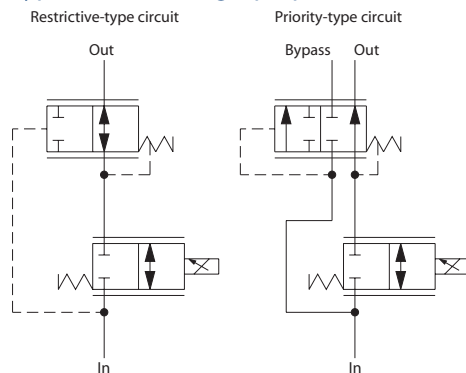 Restrictive-type circuit
Priority-type circuit
Out
Bypass Out
In
In